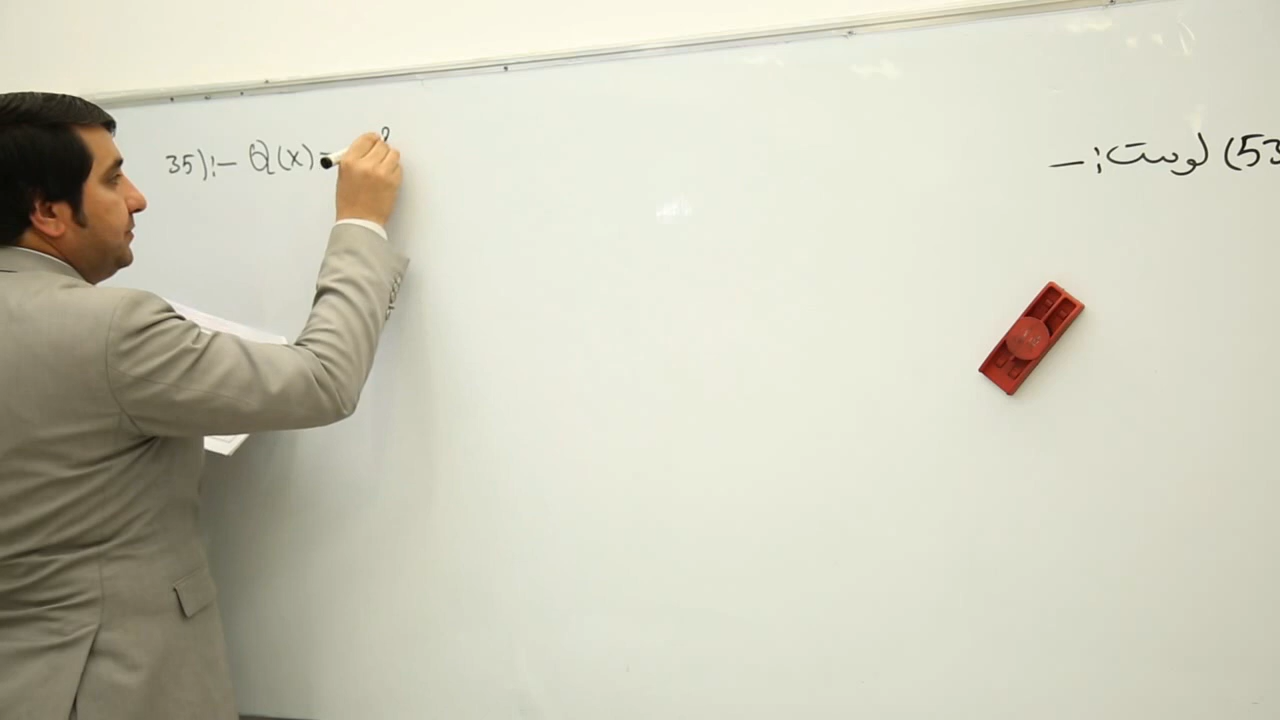 (53 لوست:-
35):- Q(x)= ?